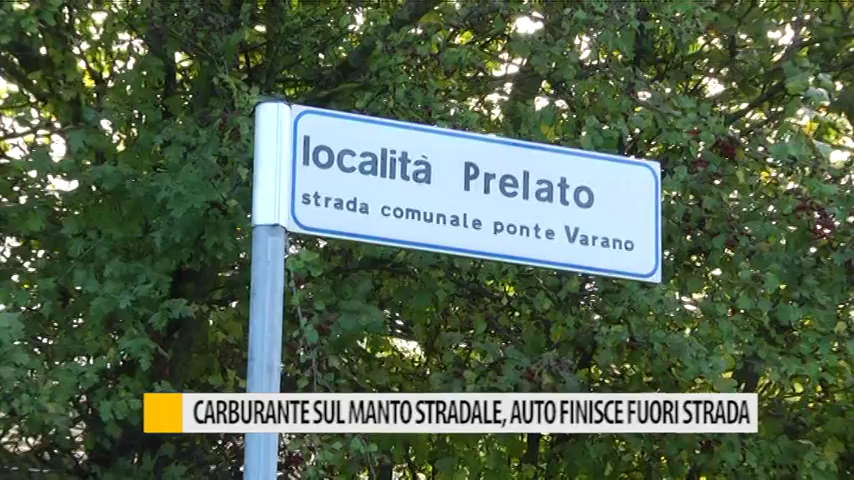 località Prelato
strada comunale ponte Varano
CARBURANTE SUL MANTO STRADALE, AUTO FINISCE FUORI STRADA